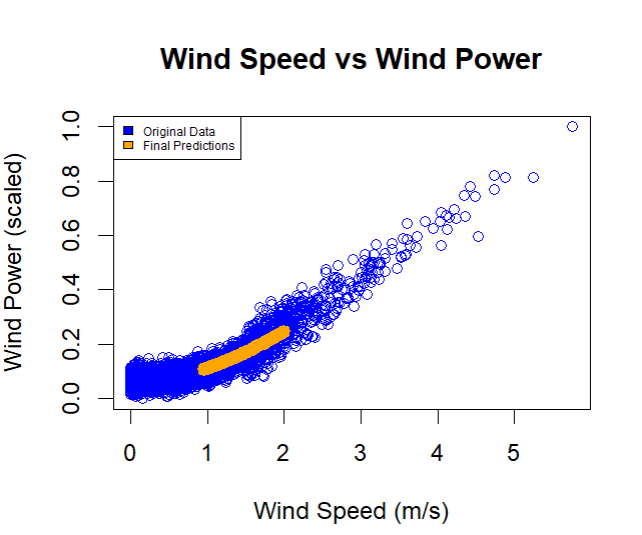 Wind Speed vs Wind Power
Original Data
Final Predictions
Wind Power (scaled)
1.0
0.8
0.6
0.4
0.2
0.0
0 1 2 3 4 5
Wind Speed (m/s)